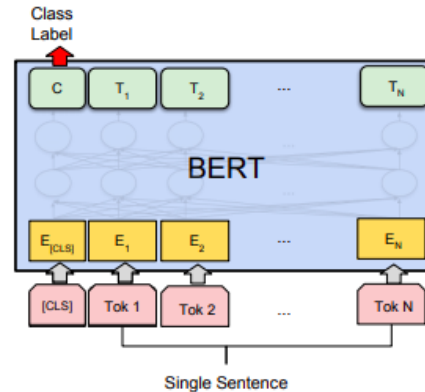 Class
Label
C T1 T2 --- TN
...
BERT
...
E[CLS] E1 E2 --- EN
[CLS] Tok 1 Tok 2 ... Tok N
Single Sentence